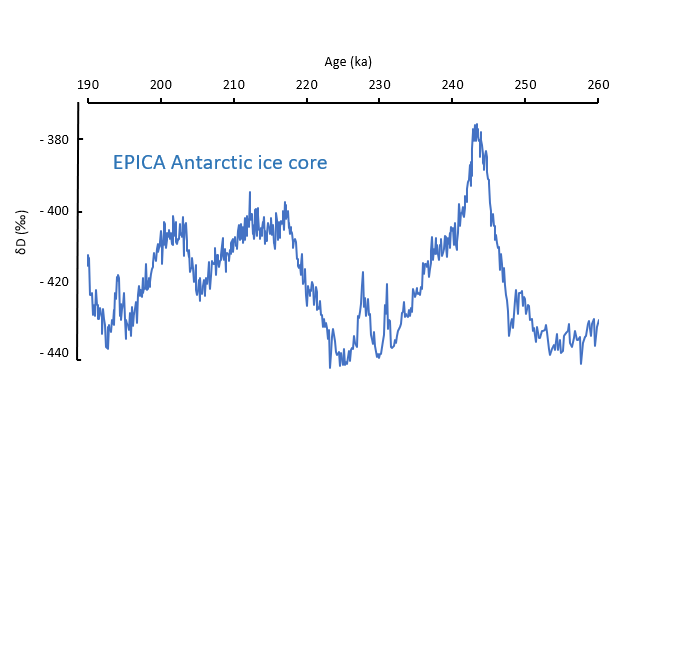 Age (ka)
190 200 210 220 230 240 250 260
- 380
EPICA Antarctic ice core
- 400
δD (‰)
- 420
- 440